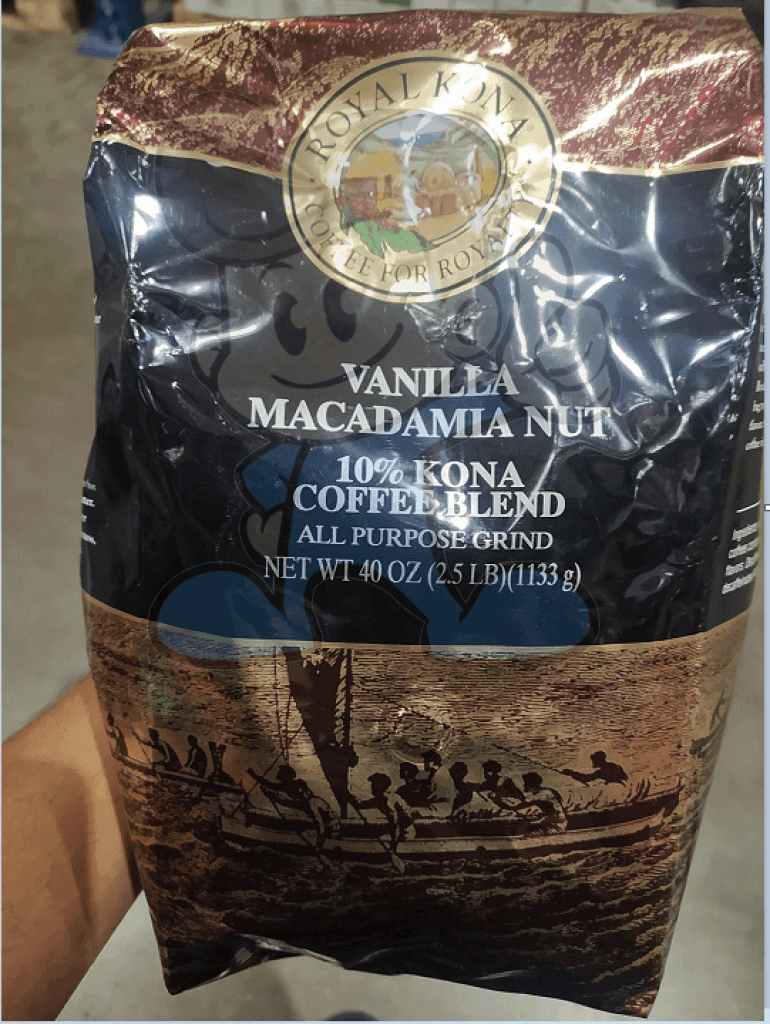 ROYAL KONA
COFFEE FOR ROYALTY
VANILLA
MACADAMIA NUT
10% KONA
COFFEE BLEND
ALL PURPOSE GRIND
NET WT 40 OZ (2.5 LB)(1133 g)